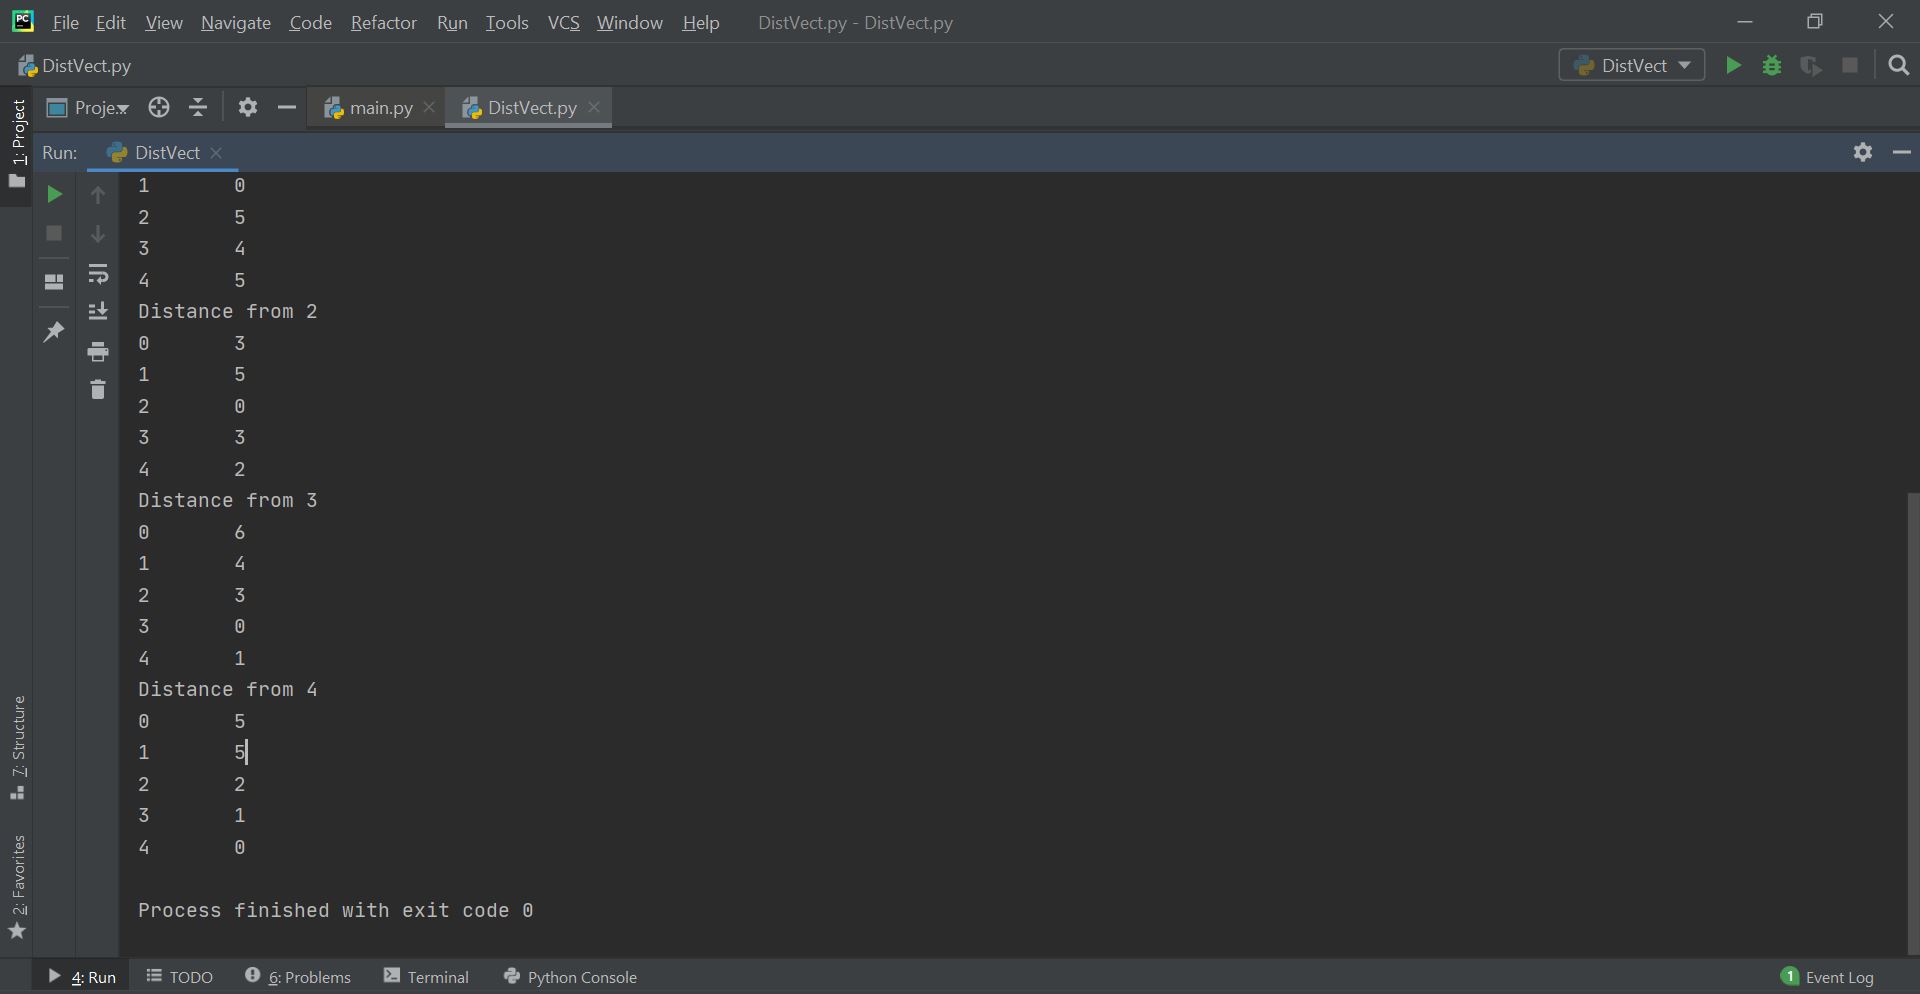 PC File Edit View Navigate Code Refactor Run Tools VCS Window Help DistVect.py - DistVect.py
DistVect.py DistVect
1: Project Proje... main.py DistVect.py
Run: DistVect
1 0
2 5
3 4
4 5
Distance from 2
0 3
1 5
2 0
3 3
4 2
Distance from 3
0 6
1 4
2 3
3 0
4 1
Distance from 4
0 5
1 5
2 2
3 1
4 0
Process finished with exit code 0
7: Structure
2: Favorites
4: Run TODO 6: Problems Terminal Python Console 1 Event Log